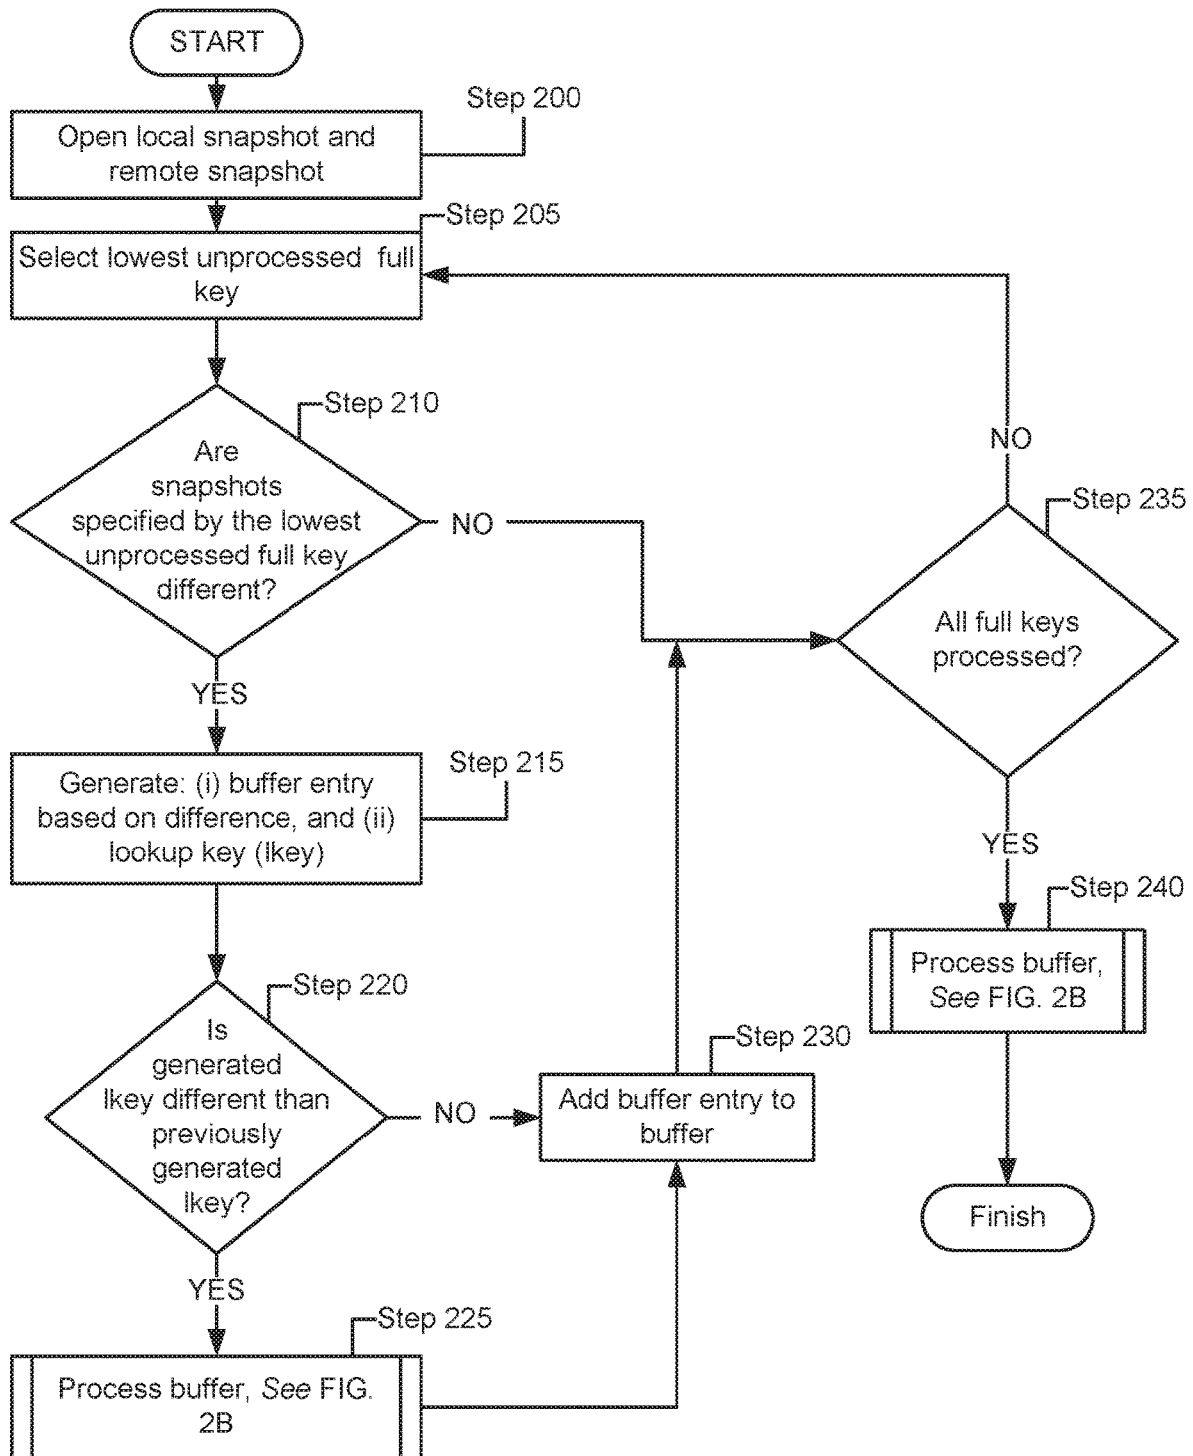 START
Step 200
Open local snapshot and
remote snapshot
Step 205
Select lowest unprocessed full
key
Step 210
Are
snapshots
specified by the lowest
unprocessed full key
different?
NO
NO
Step 235
All full keys
processed?
YES
YES
Step 215
Generate: (i) buffer entry
based on difference, and (ii)
lookup key (lkey)
Step 240
Process buffer,
See FIG. 2B
Step 220
Is
generated
lkey different than
previously
generated
lkey?
NO
Step 230
Add buffer entry to
buffer
Finish
YES
Step 225
Process buffer, See FIG.
2B